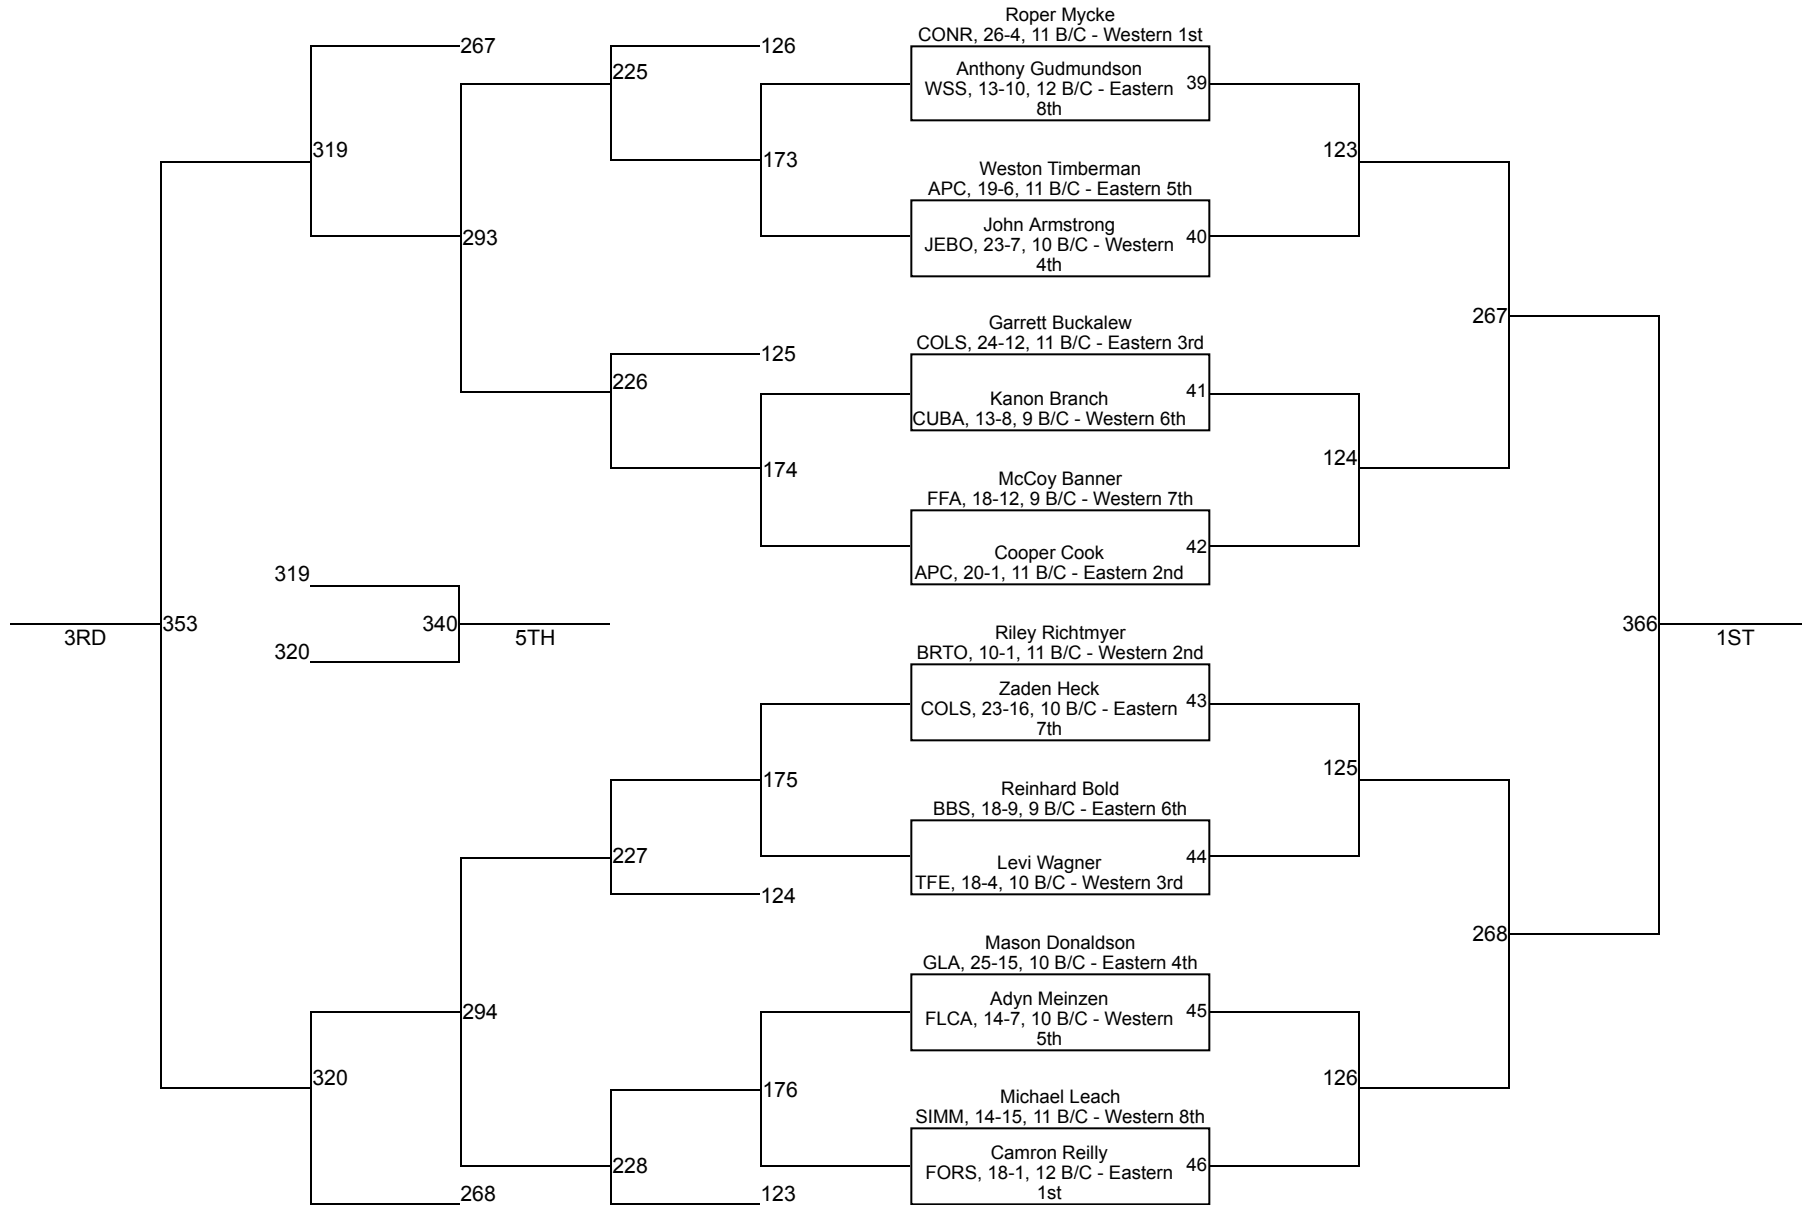 Roper Mycke
CONR, 26-4, 11 B/C - Western 1st
267
126
225
Anthony Gudmundson
WSS, 13-10, 12 B/C - Eastern
8th
39
319
173
123
Weston Timberman
APC, 19-6, 11 B/C - Eastern 5th
John Armstrong
JEBO, 23-7, 10 B/C - Western
4th
40
293
Garrett Buckalew
COLS, 24-12, 11 B/C - Eastern 3rd
267
125
226
Kanon Branch
CUBA, 13-8, 9 B/C - Western 6th
41
174
124
McCoy Banner
FFA, 18-12, 9 B/C - Western 7th
Cooper Cook
APC, 20-1, 11 B/C - Eastern 2nd
42
319
353
3RD
340
5TH
320
366
1ST
Riley Richtmyer
BRTO, 10-1, 11 B/C - Western 2nd
Zaden Heck
COLS, 23-16, 10 B/C - Eastern
7th
43
175
125
Reinhard Bold
BBS, 18-9, 9 B/C - Eastern 6th
227
Levi Wagner
TFE, 18-4, 10 B/C - Western 3rd
44
124
268
Mason Donaldson
GLA, 25-15, 10 B/C - Eastern 4th
294
Adyn Meinzen
FLCA, 14-7, 10 B/C - Western
5th
45
320
176
126
Michael Leach
SIMM, 14-15, 11 B/C - Western 8th
228
Camron Reilly
FORS, 18-1, 12 B/C - Eastern
1st
46
268
123